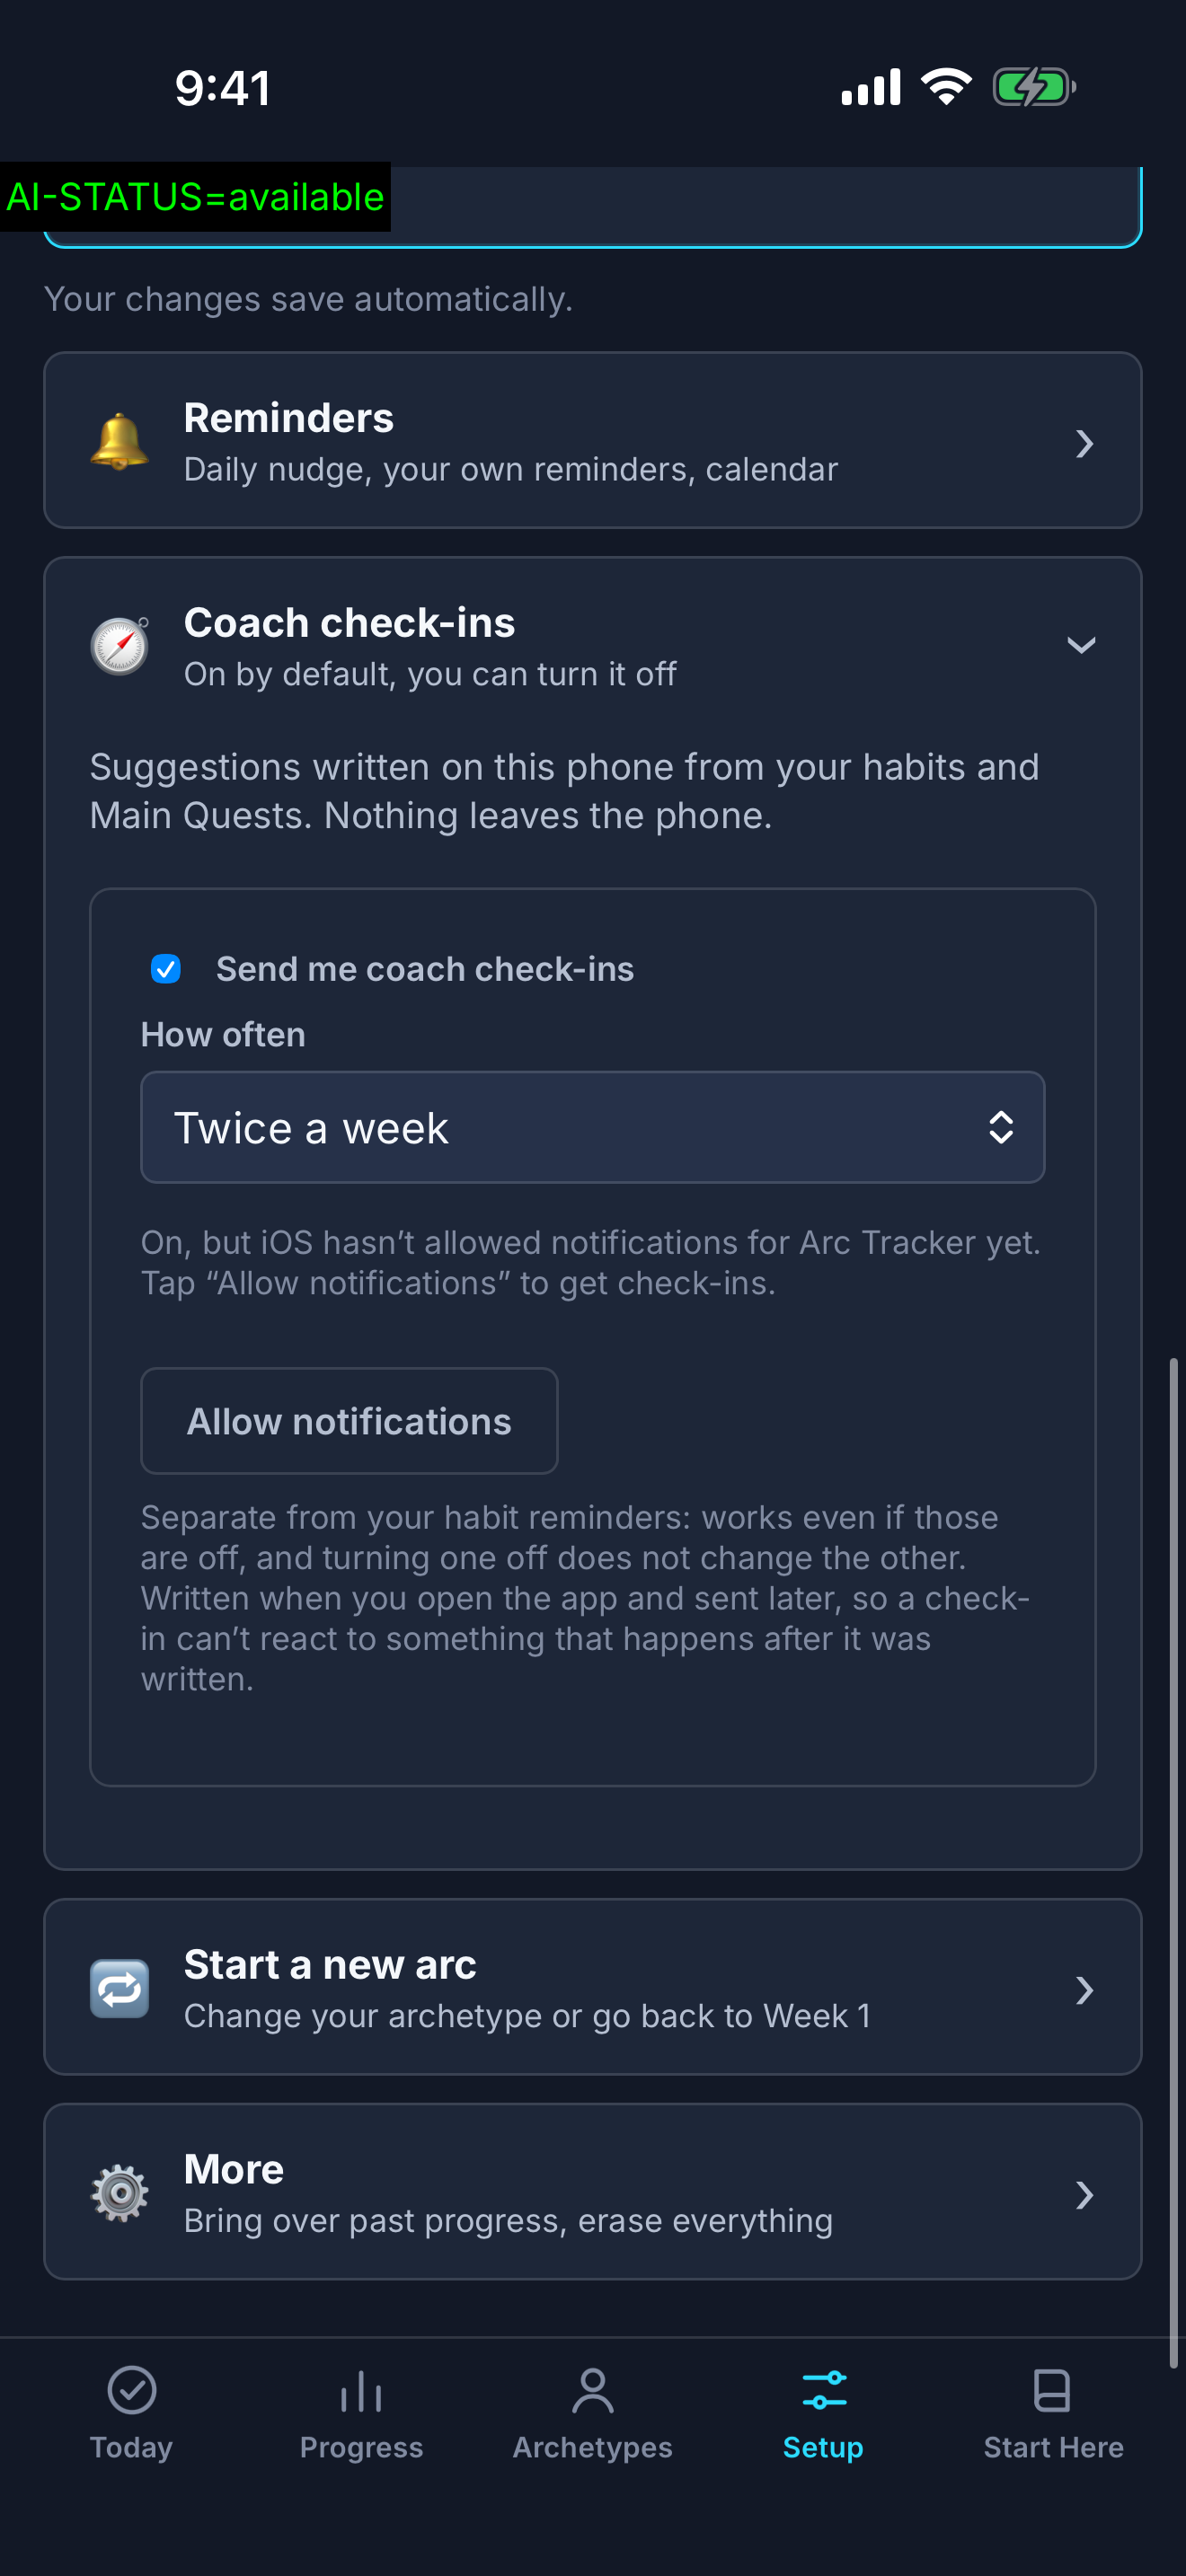 9:41
AI-STATUS=available
Your changes save automatically.
Reminders
Daily nudge, your own reminders, calendar
Coach check-ins
On by default, you can turn it off
Suggestions written on this phone from your habits and
Main Quests. Nothing leaves the phone.
Send me coach check-ins
How often
Twice a week
On, but iOS hasn’t allowed notifications for Arc Tracker yet.
Tap “Allow notifications” to get check-ins.
Allow notifications
Separate from your habit reminders: works even if those
are off, and turning one off does not change the other.
Written when you open the app and sent later, so a check-
in can’t react to something that happens after it was
written.
Start a new arc
Change your archetype or go back to Week 1
More
Bring over past progress, erase everything
Today
Progress
Archetypes
Setup
Start Here